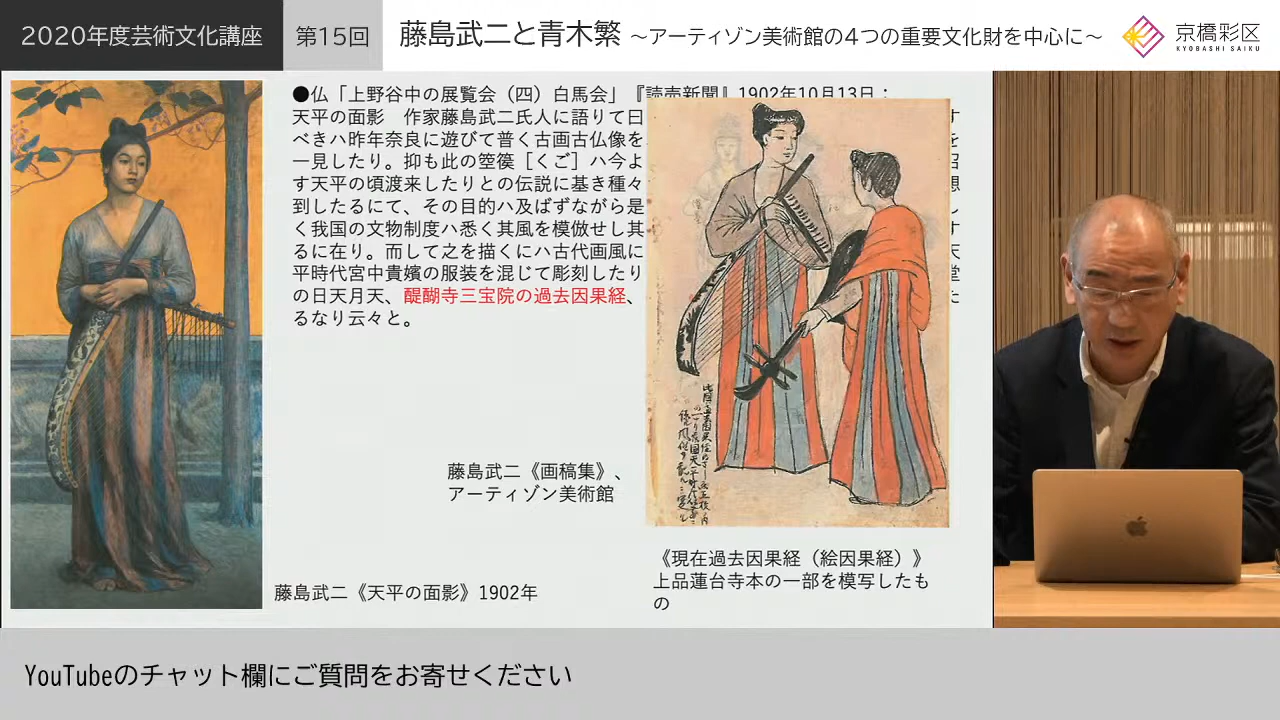 2020年度芸術文化講座
第15回
藤島武二と青木繁 ～アーティゾン美術館の4つの重要文化財を中心に～
京橋彩区
KYOBASHI SAIKU
●仏「上野谷中の展覧会（四）白馬会」『読売新聞』1902年10月13日：
天平の面影　作家藤島武二氏人に語りて曰
べきハ昨年奈良に遊びて普く古画古仏像を
一見したり。抑も此の箜篌［くご］ハ今よ
す天平の頃渡来したりとの伝説に基き種々
到したるにて、その目的ハ及ばずながら是
く我国の文物制度ハ悉く其風を模倣せし其
るに在り。而して之を描くにハ古代画風に
平時代宮中貴嬪の服装を混じて彫刻したり
の日天月天、醍醐寺三宝院の過去因果経、
るなり云々と。
藤島武二《画稿集》、
アーティゾン美術館
藤島武二《天平の面影》1902年
《現在過去因果経（絵因果経）》
上品蓮台寺本の一部を模写したも
の
YouTubeのチャット欄にご質問をお寄せください